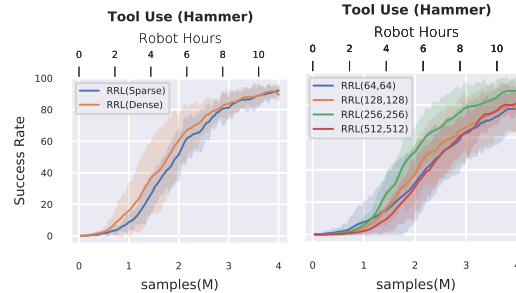 Tool Use (Hammer)
Robot Hours
0 2 4 6 8 10
100
80
60
40
20
0
Success Rate
RRL(Sparse)
RRL(Dense)
0 1 2 3 4
samples(M)
Tool Use (Hammer)
Robot Hours
0 2 4 6 8 10
RRL(64,64)
RRL(128,128)
RRL(256,256)
RRL(512,512)
0 1 2 3 4
samples(M)